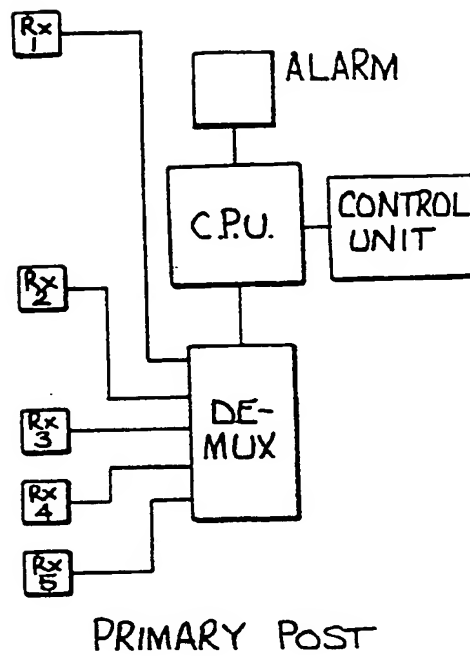 Rx
1
ALARM
C.P.U.
CONTROL
UNIT
Rx
2
DE-
MUX
Rx
3
Rx
4
Rx
5
PRIMARY POST